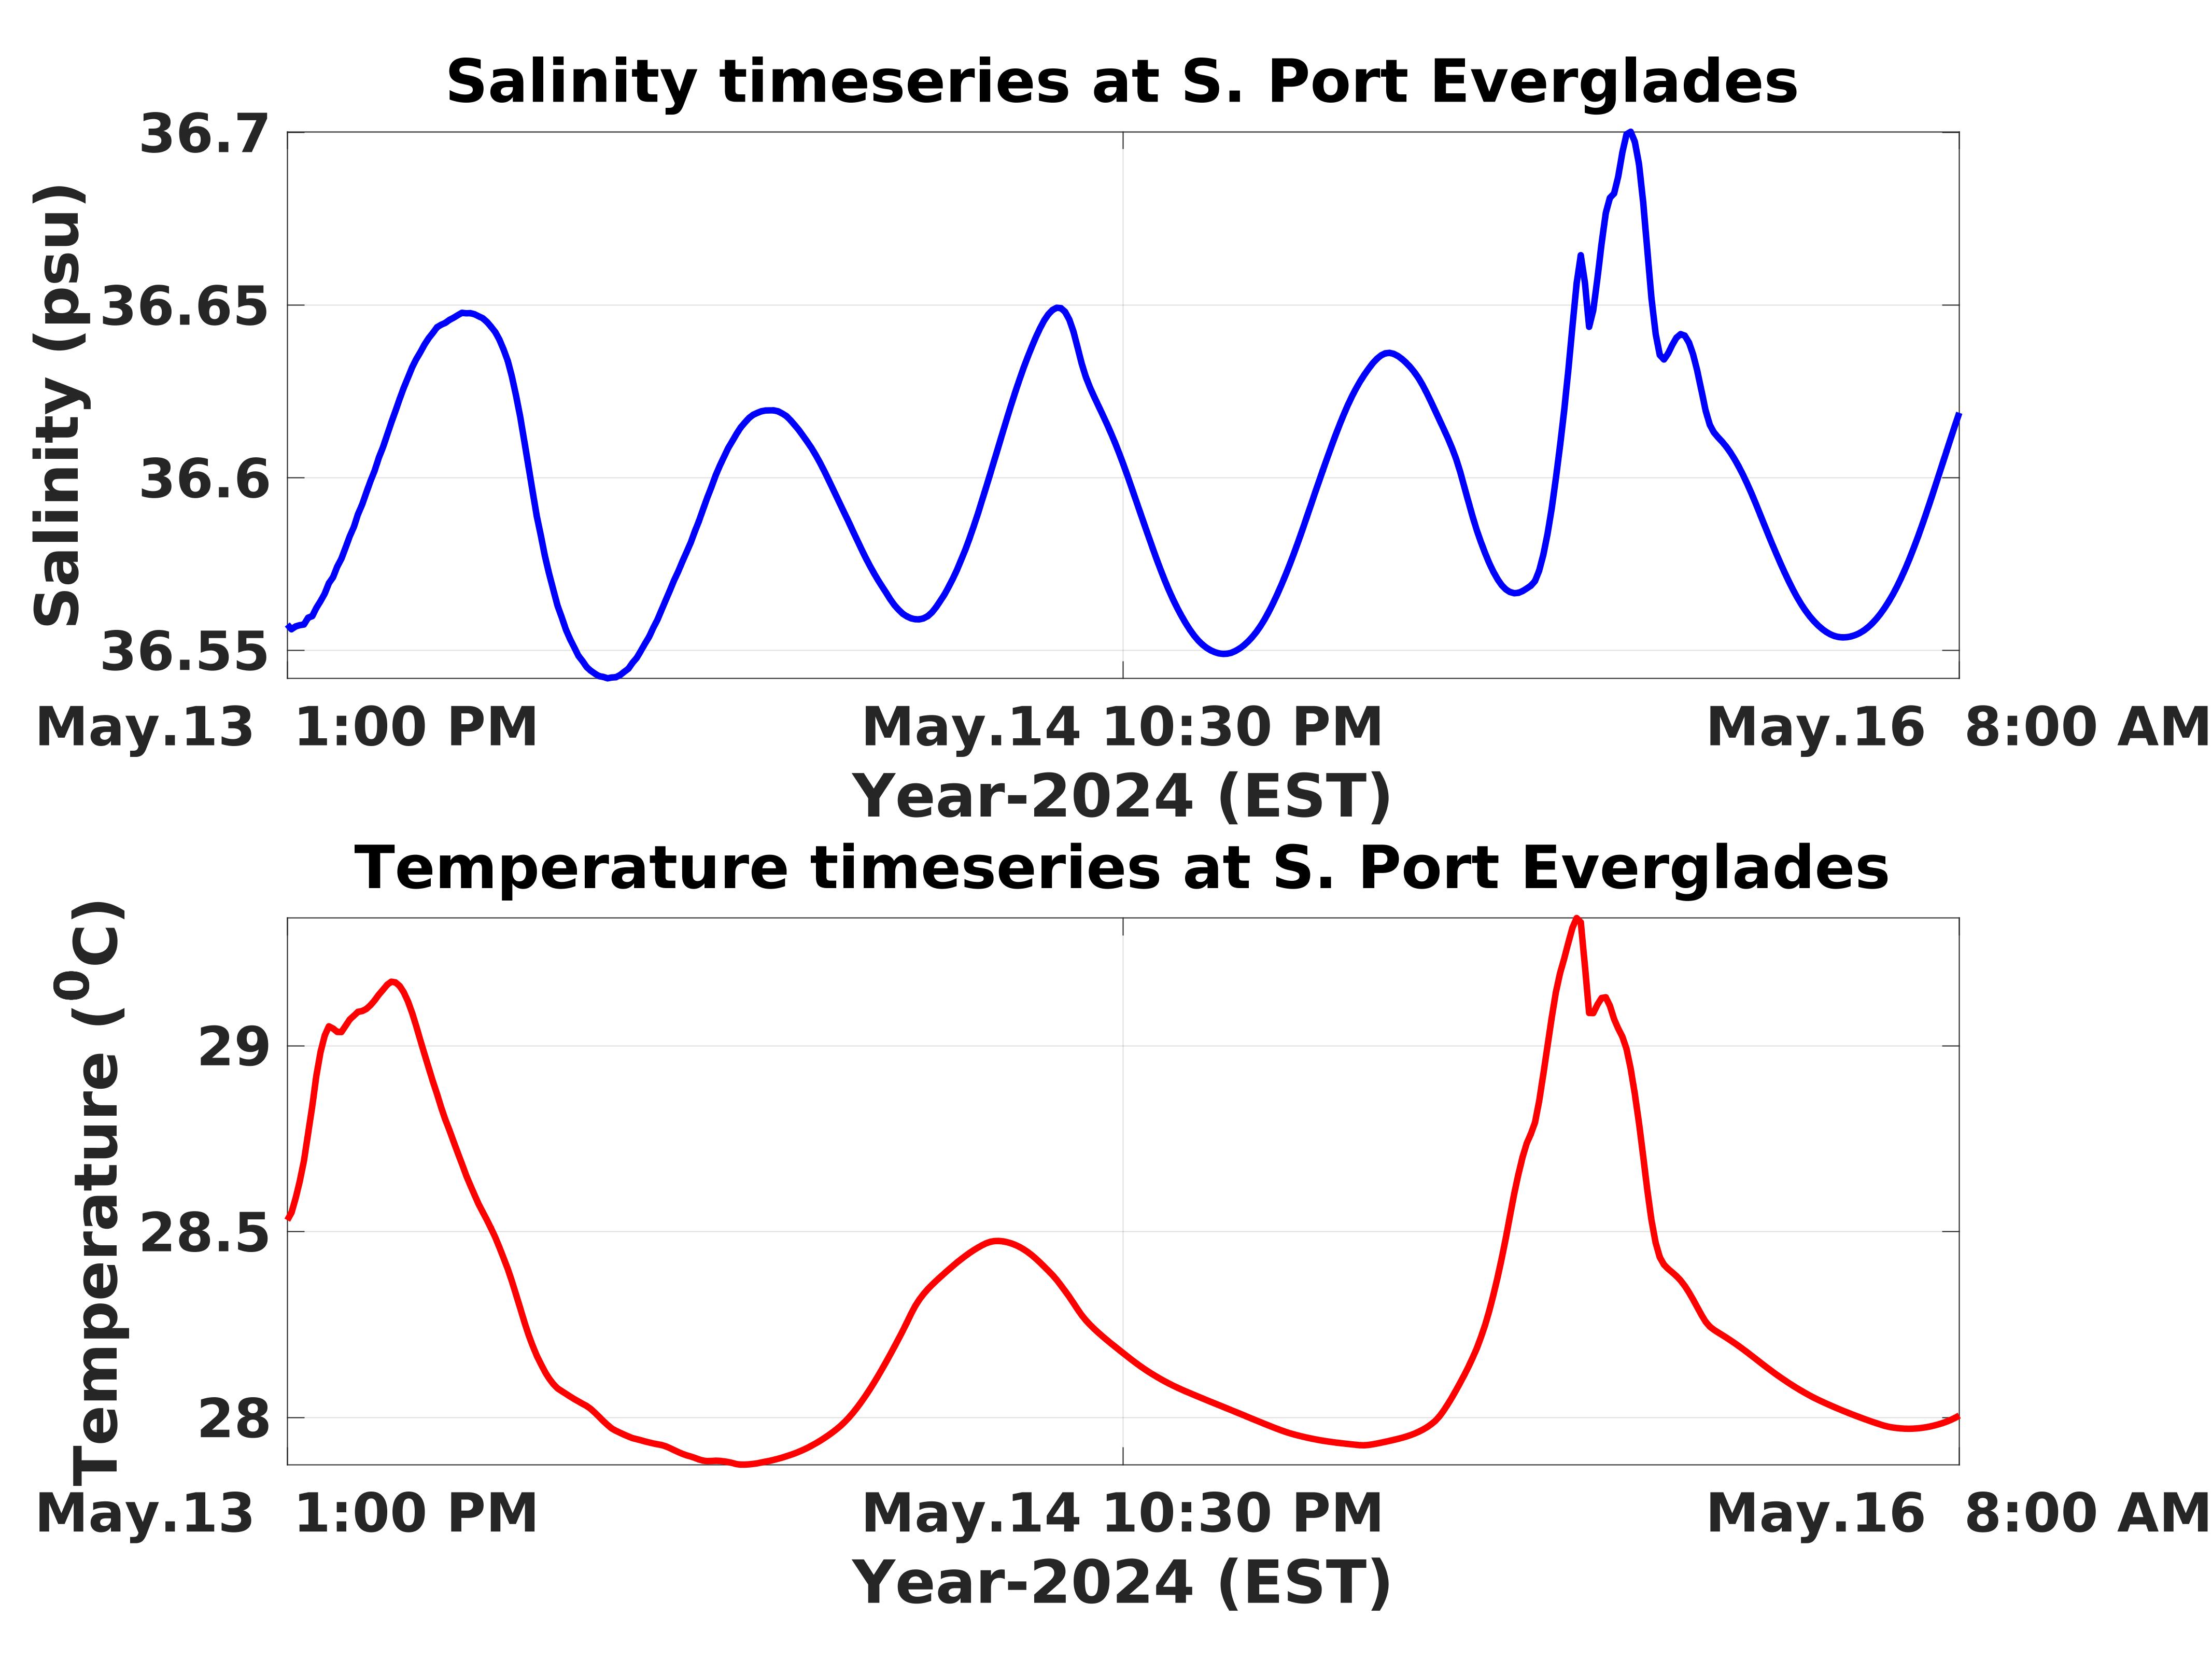 Salinity timeseries at S. Port Everglades
Salinity (psu)
36.7
36.65
36.6
36.55
May.13  1:00 PM May.14 10:30 PM May.16  8:00 AM
Year-2024 (EST)
Temperature timeseries at S. Port Everglades
Temperature (⁰C)
29
28.5
28
May.13  1:00 PM May.14 10:30 PM May.16  8:00 AM
Year-2024 (EST)